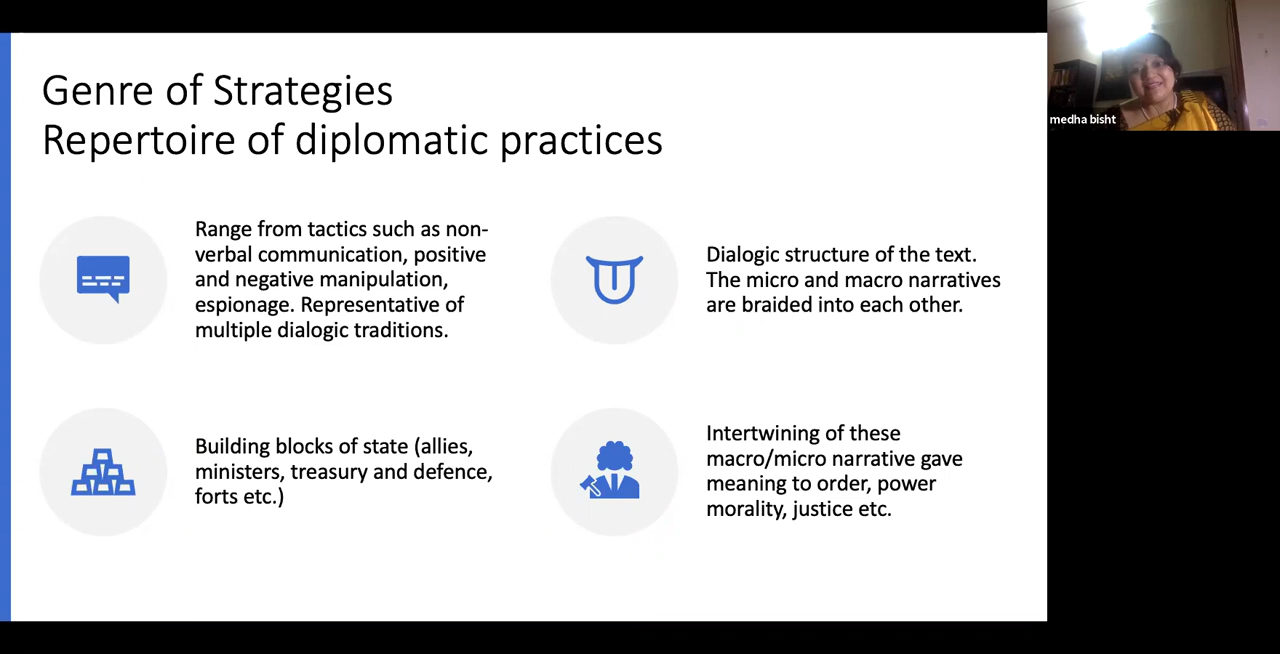 Genre of Strategies
Repertoire of diplomatic practices
Range from tactics such as non-
verbal communication, positive
and negative manipulation,
espionage. Representative of
multiple dialogic traditions.
Dialogic structure of the text.
The micro and macro narratives
are braided into each other.
Building blocks of state (allies,
ministers, treasury and defence,
forts etc.)
Intertwining of these
macro/micro narrative gave
meaning to order, power
morality, justice etc.
medha bisht